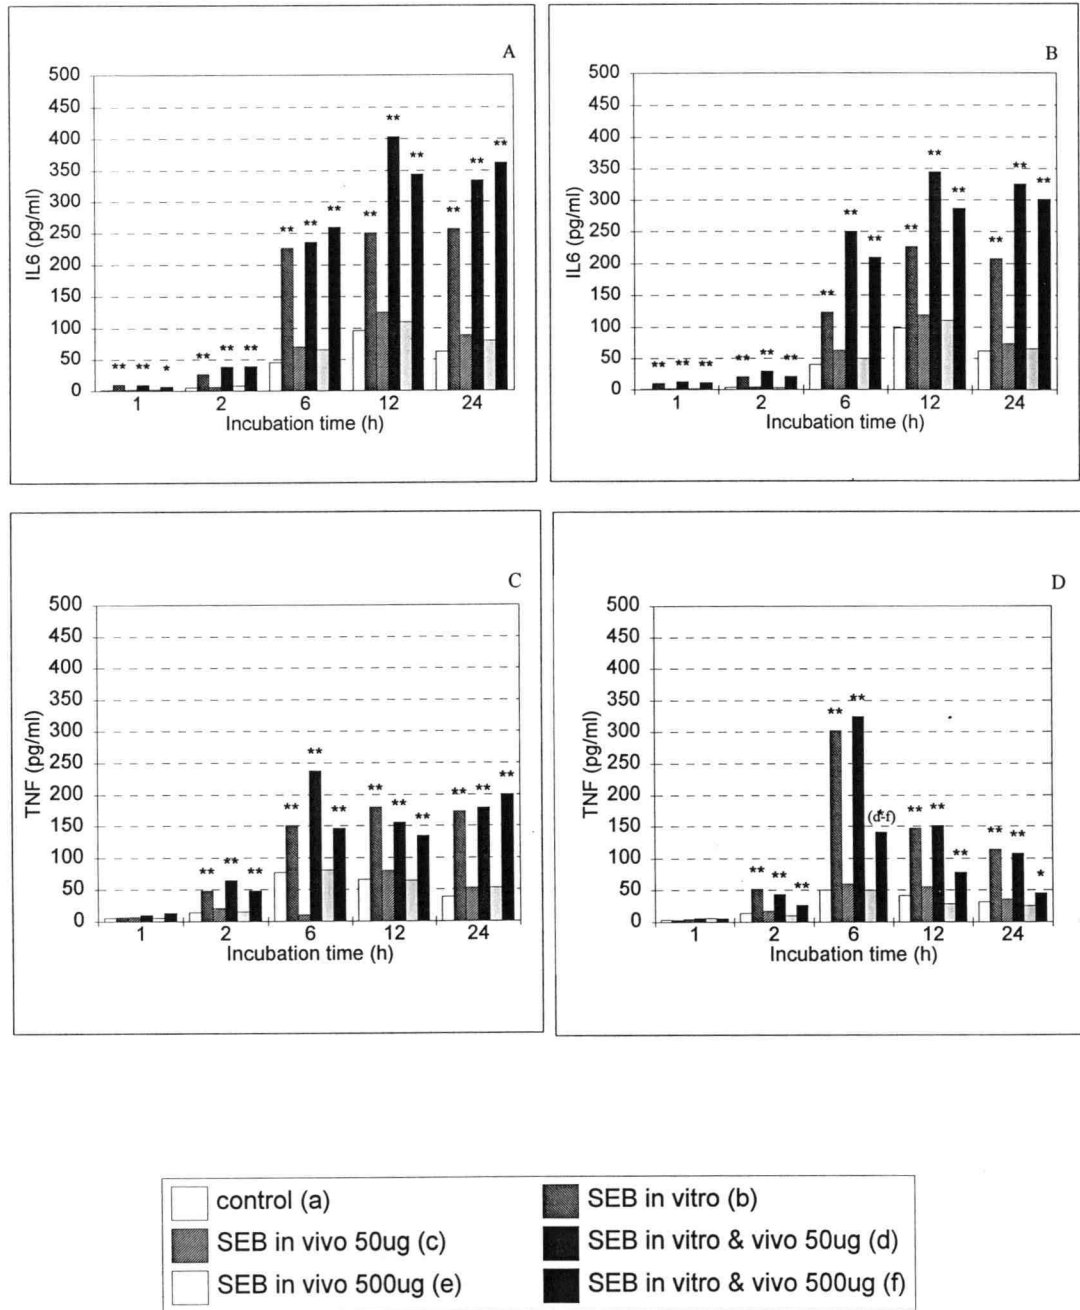 A
500
450
400
350
300
250
200
150
100
50
0
IL6 (pg/ml)
** ** *
** ** **
** ** **
** ** **
** ** **
1 2 6 12 24
Incubation time (h)
B
500
450
400
350
300
250
200
150
100
50
0
IL6 (pg/ml)
** ** **
** ** **
** ** **
** ** **
** ** **
1 2 6 12 24
Incubation time (h)
C
500
450
400
350
300
250
200
150
100
50
0
TNF (pg/ml)
** ** **
** ** **
** ** **
** ** **
1 2 6 12 24
Incubation time (h)
D
500
450
400
350
300
250
200
150
100
50
0
TNF (pg/ml)
** ** **
** **
(d-f)
** ** **
** ** *
1 2 6 12 24
Incubation time (h)
control (a)
SEB in vitro (b)
SEB in vivo 50ug (c)
SEB in vitro & vivo 50ug (d)
SEB in vivo 500ug (e)
SEB in vitro & vivo 500ug (f)